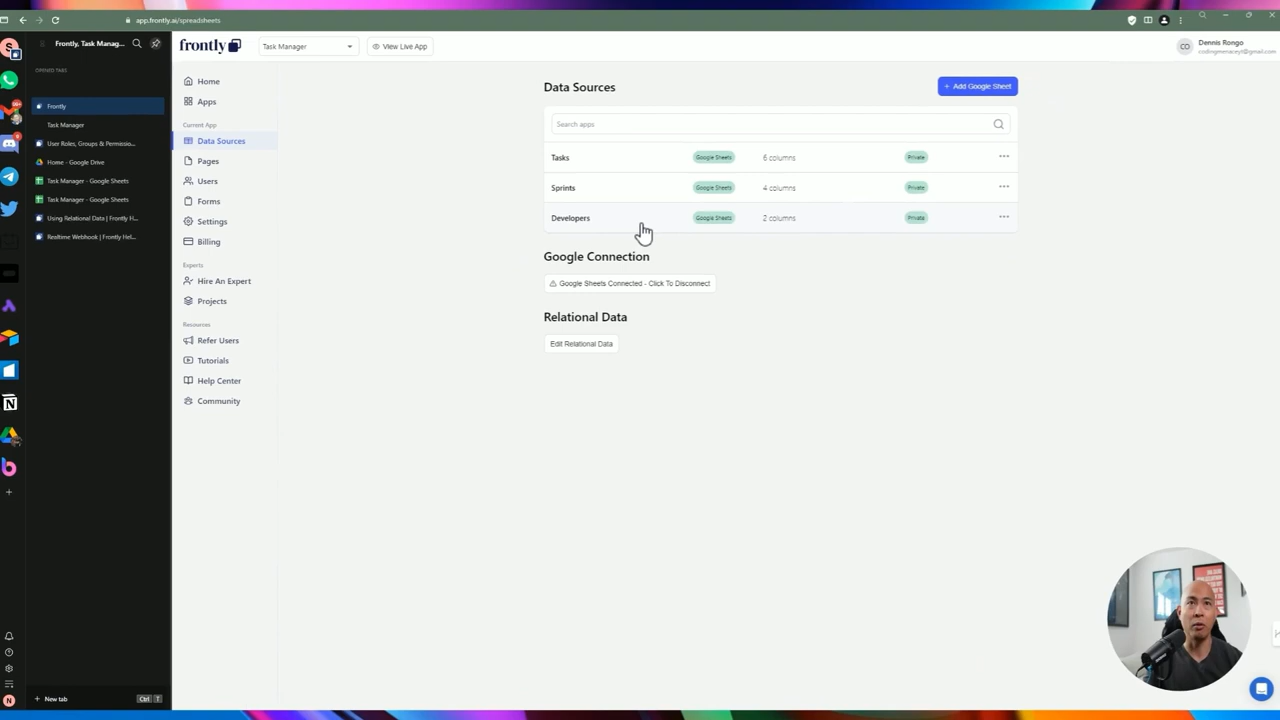 app.frontly.ai/spreadsheets
Frontly, Task Manag...
OPENED TABS
Frontly
Task Manager
User Roles, Groups & Permissio...
Home - Google Drive
Task Manager - Google Sheets
Task Manager - Google Sheets
Using Relational Data | Frontly H...
Realtime Webhook | Frontly Hel...
New tab
Ctrl
T
frontly
Task Manager
View Live App
CO
Dennis Rongo
Home
Apps
Current App
Data Sources
Pages
Users
Forms
Settings
Billing
Experts
Hire An Expert
Projects
Resources
Refer Users
Tutorials
Help Center
Community
Data Sources
+ Add Google Sheet
Search apps
Tasks Google Sheets 6 columns Private ...
Sprints Google Sheets 4 columns Private ...
Developers Google Sheets 2 columns Private ...
Google Connection
Google Sheets Connected - Click To Disconnect
Relational Data
Edit Relational Data